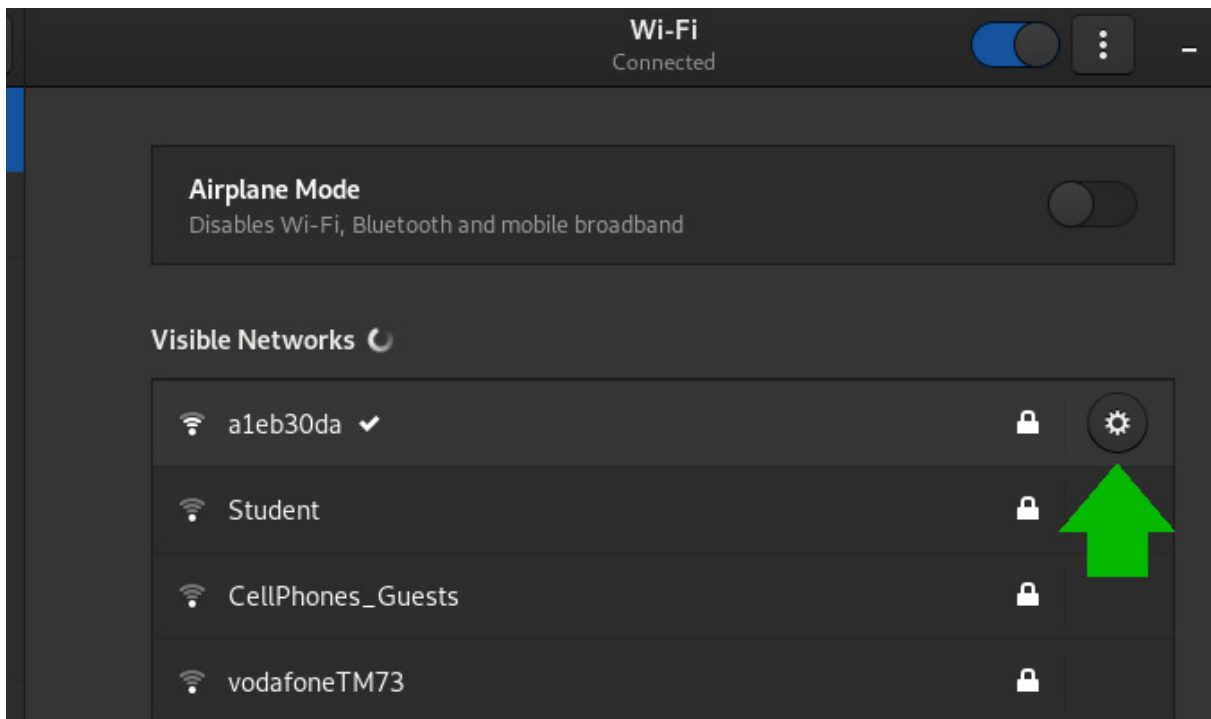 Wi-Fi
Connected
Airplane Mode
Disables Wi-Fi, Bluetooth and mobile broadband
Visible Networks
a1eb30da
Student
CellPhones_Guests
vodafoneTM73